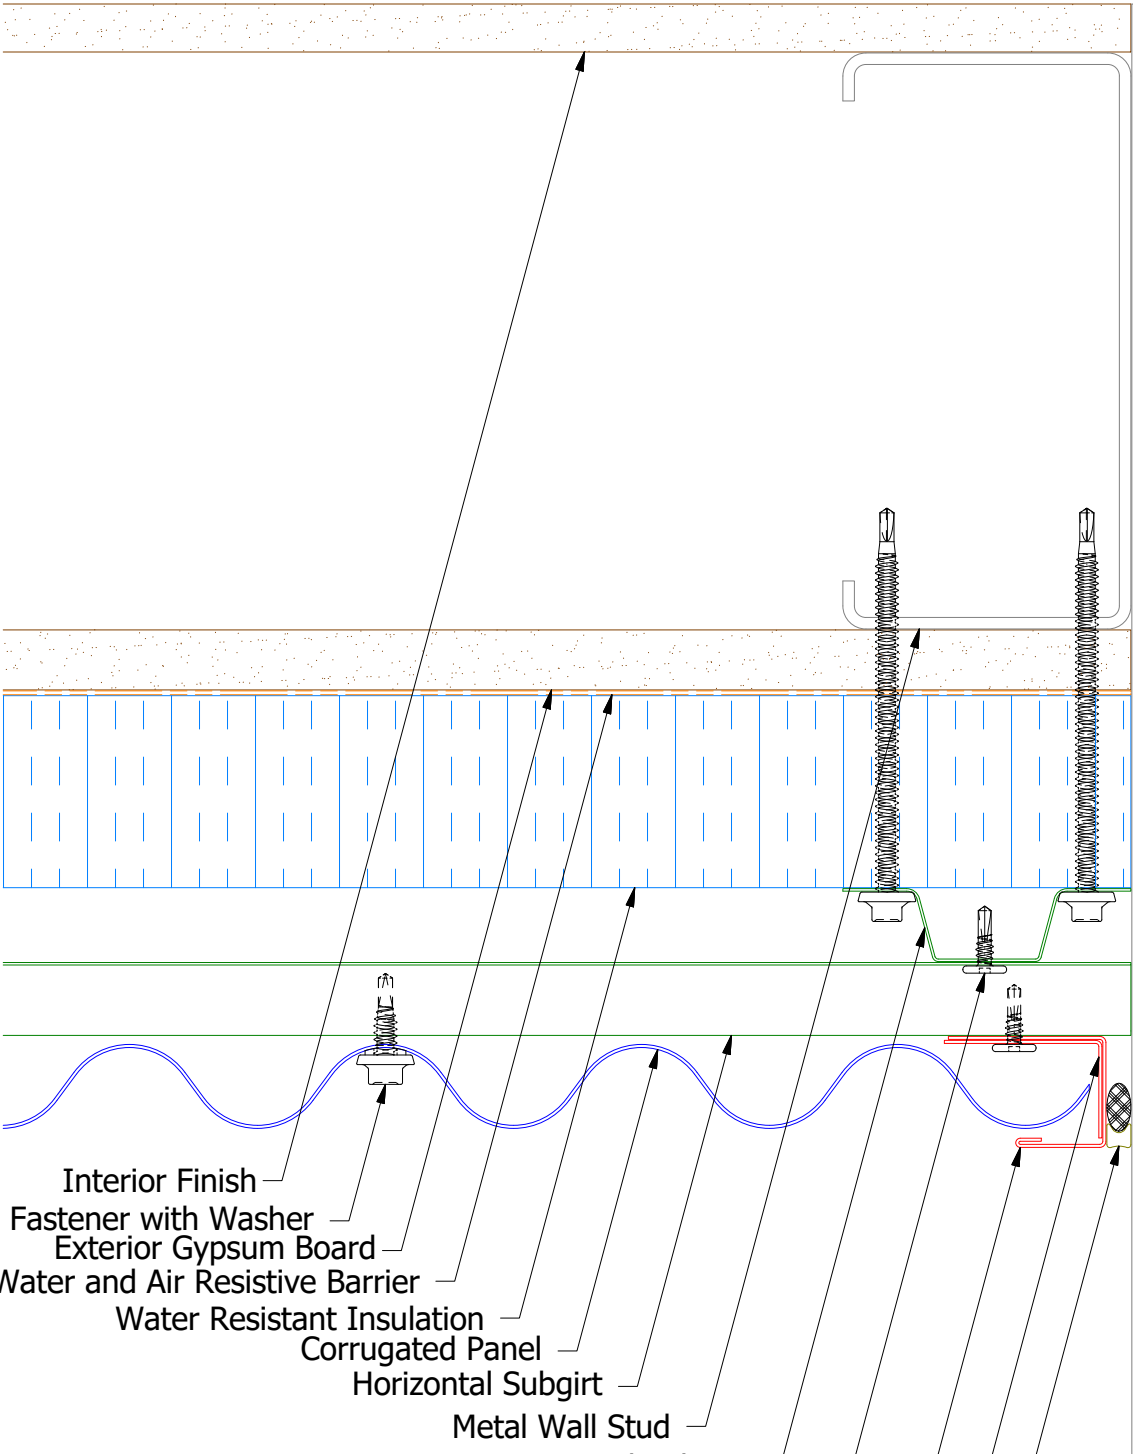 Interior Finish
Fastener with Washer
Exterior Gypsum Board
Water and Air Resistive Barrier
Water Resistant Insulation
Corrugated Panel
Horizontal Subgirt
Metal Wall Stud